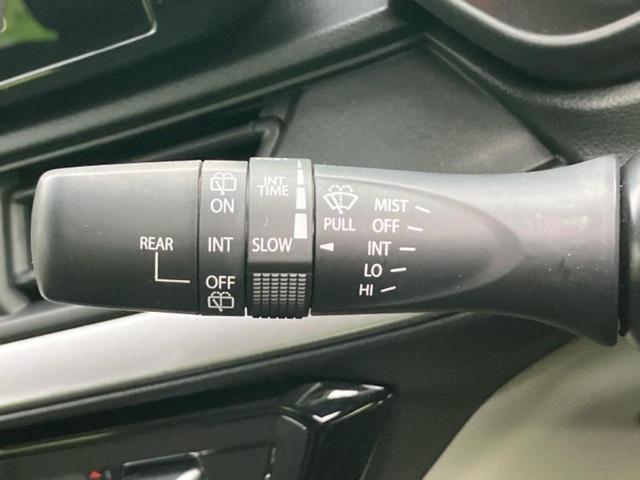 REAR
ON
INT
OFF
INT
TIME
SLOW
PULL
MIST
OFF
INT
LO
HI